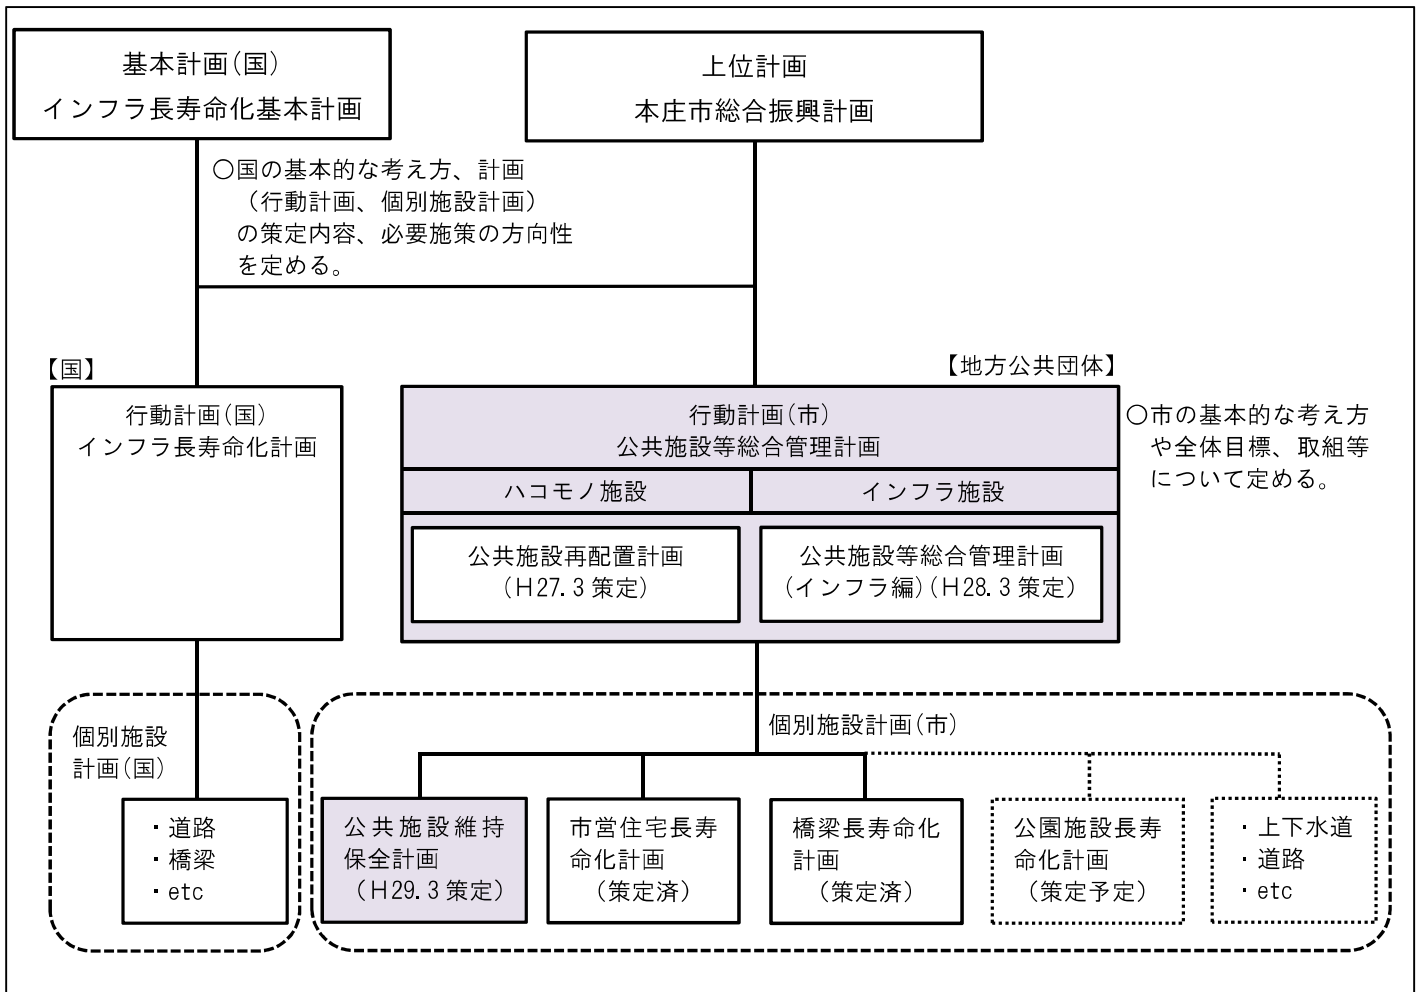 基本計画(国)
インフラ長寿命化基本計画
上位計画
本庄市総合振興計画
○国の基本的な考え方、計画
(行動計画、個別施設計画)
の策定内容、必要施策の方向性
を定める。
【国】
行動計画(国)
インフラ長寿命化計画
【地方公共団体】
行動計画(市)
公共施設等総合管理計画
○市の基本的な考え方
や全体目標、取組等
について定める。
ハコモノ施設
インフラ施設
公共施設再配置計画
(H27.3策定)
公共施設等総合管理計画
(インフラ編)(H28.3策定)
個別施設
計画(国)
・道路
・橋梁
・etc
個別施設計画(市)
公共施設維持
保全計画
(H29.3策定)
市営住宅長寿
命化計画
(策定済)
橋梁長寿命化
計画
(策定済)
公園施設長寿
命化計画
(策定予定)
・上下水道
・道路
・etc